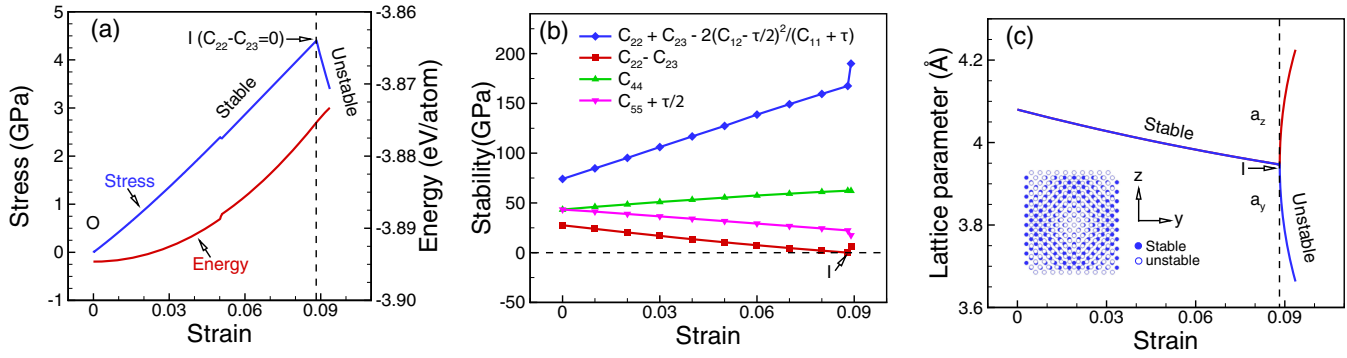 (a)
I (C22-C23=0)
Stable
Unstable
Stress
O
Energy
Stress (GPa)
5
4
3
2
1
0
-1
0
0.03
0.06
0.09
Strain
-3.86
-3.87
-3.88
-3.89
-3.90
Energy (eV/atom)
(b)
C22 + C23 - 2(C12- τ/2)²/(C11 + τ)
C22- C23
C44
C55 + τ/2
I
Stability(GPa)
200
150
100
50
0
-50
0
0.03
0.06
0.09
Strain
(c)
Stable
az
I
ay
Unstable
z
y
Stable
unstable
Lattice parameter (Å)
4.2
4
3.8
3.6
0
0.03
0.06
0.09
Strain